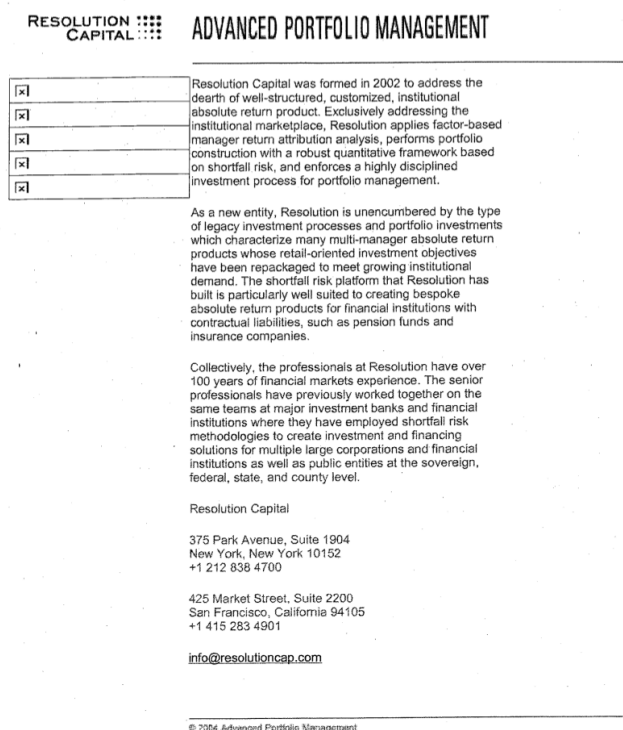 RESOLUTION
CAPITAL
ADVANCED PORTFOLIO MANAGEMENT
Resolution Capital was formed in 2002 to address the
dearth of well-structured, customized, institutional
absolute return product. Exclusively addressing the
institutional marketplace, Resolution applies factor-based
manager return attribution analysis, performs portfolio
construction with a robust quantitative framework based
on shortfall risk, and enforces a highly disciplined
investment process for portfolio management.
As a new entity, Resolution is unencumbered by the type
of legacy investment processes and portfolio investments
which characterize many multi-manager absolute return
products whose retail-oriented investment objectives
have been repackaged to meet growing institutional
demand. The shortfall risk platform that Resolution has
built is particularly well suited to creating bespoke
absolute return products for financial institutions with
contractual liabilities, such as pension funds and
insurance companies.
Collectively, the professionals at Resolution have over
100 years of financial markets experience. The senior
professionals have previously worked together on the
same teams at major investment banks and financial
institutions where they have employed shortfall risk
methodologies to create investment and financing
solutions for multiple large corporations and financial
institutions as well as public entities at the sovereign,
federal, state, and county level.
Resolution Capital
375 Park Avenue, Suite 1904
New York, New York 10152
+1 212 838 4700
425 Market Street, Suite 2200
San Francisco, California 94105
+1 415 283 4901
info@resolutioncap.com
© 2004 Advanced Portfolio Management